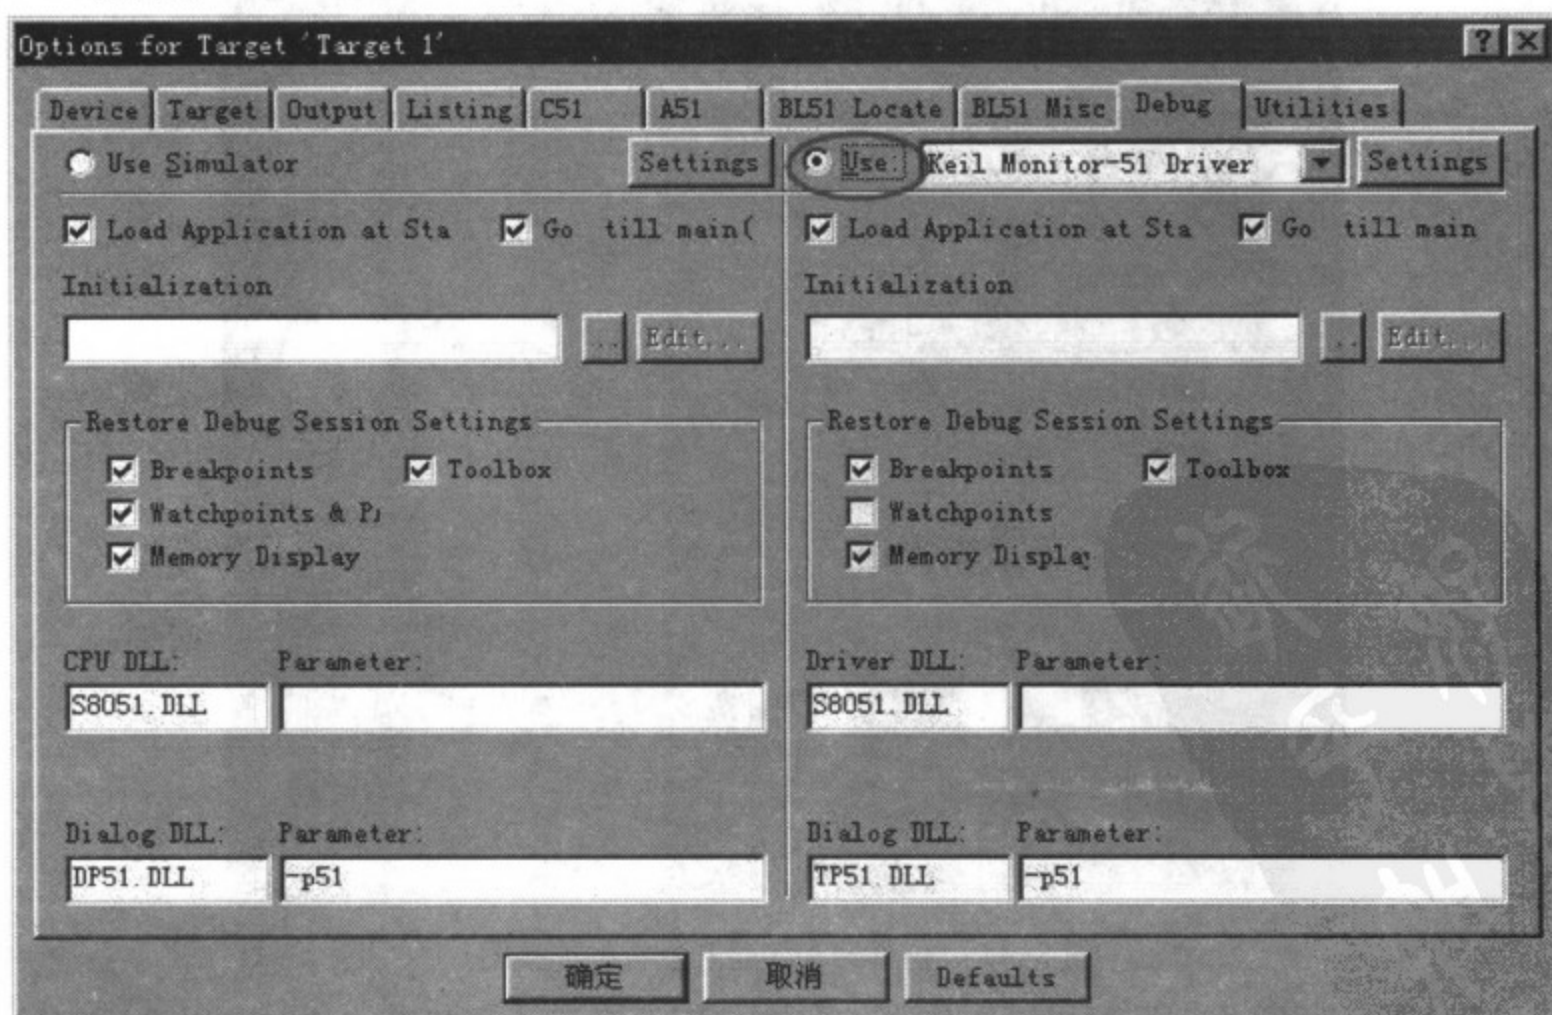 Options for Target 'Target 1'
Device Target Output Listing C51 A51 BL51 Locate BL51 Misc Debug Utilities
Use Simulator Settings Use: Keil Monitor-51 Driver Settings
Load Application at Sta Go till main( Load Application at Sta Go till main
Initialization Initialization
.. Edit... .. Edit...
Restore Debug Session Settings Restore Debug Session Settings
Breakpoints Toolbox Breakpoints Toolbox
Watchpoints & Pa Watchpoints
Memory Display Memory Display
CPU DLL: Parameter: Driver DLL: Parameter:
S8051.DLL S8051.DLL
Dialog DLL: Parameter: Dialog DLL: Parameter:
DP51.DLL -p51 TP51.DLL -p51
确定 取消 Defaults